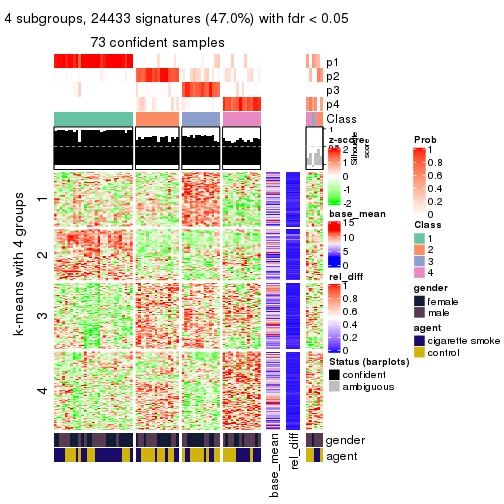 4 subgroups, 24433 signatures (47.0%) with fdr < 0.05
73 confident samples
p1
p2
p3
p4
Class
1
0
Silhouette
score
k-means with 4 groups
1
2
3
4
base_mean
rel_diff
gender
agent
z-score
2
1
0
-1
-2
base_mean
15
10
5
0
rel_diff
1
0.8
0.6
0.4
0.2
0
Status (barplots)
confident
ambiguous
Prob
1
0.8
0.6
0.4
0.2
0
Class
1
2
3
4
gender
female
male
agent
cigarette smoke
control